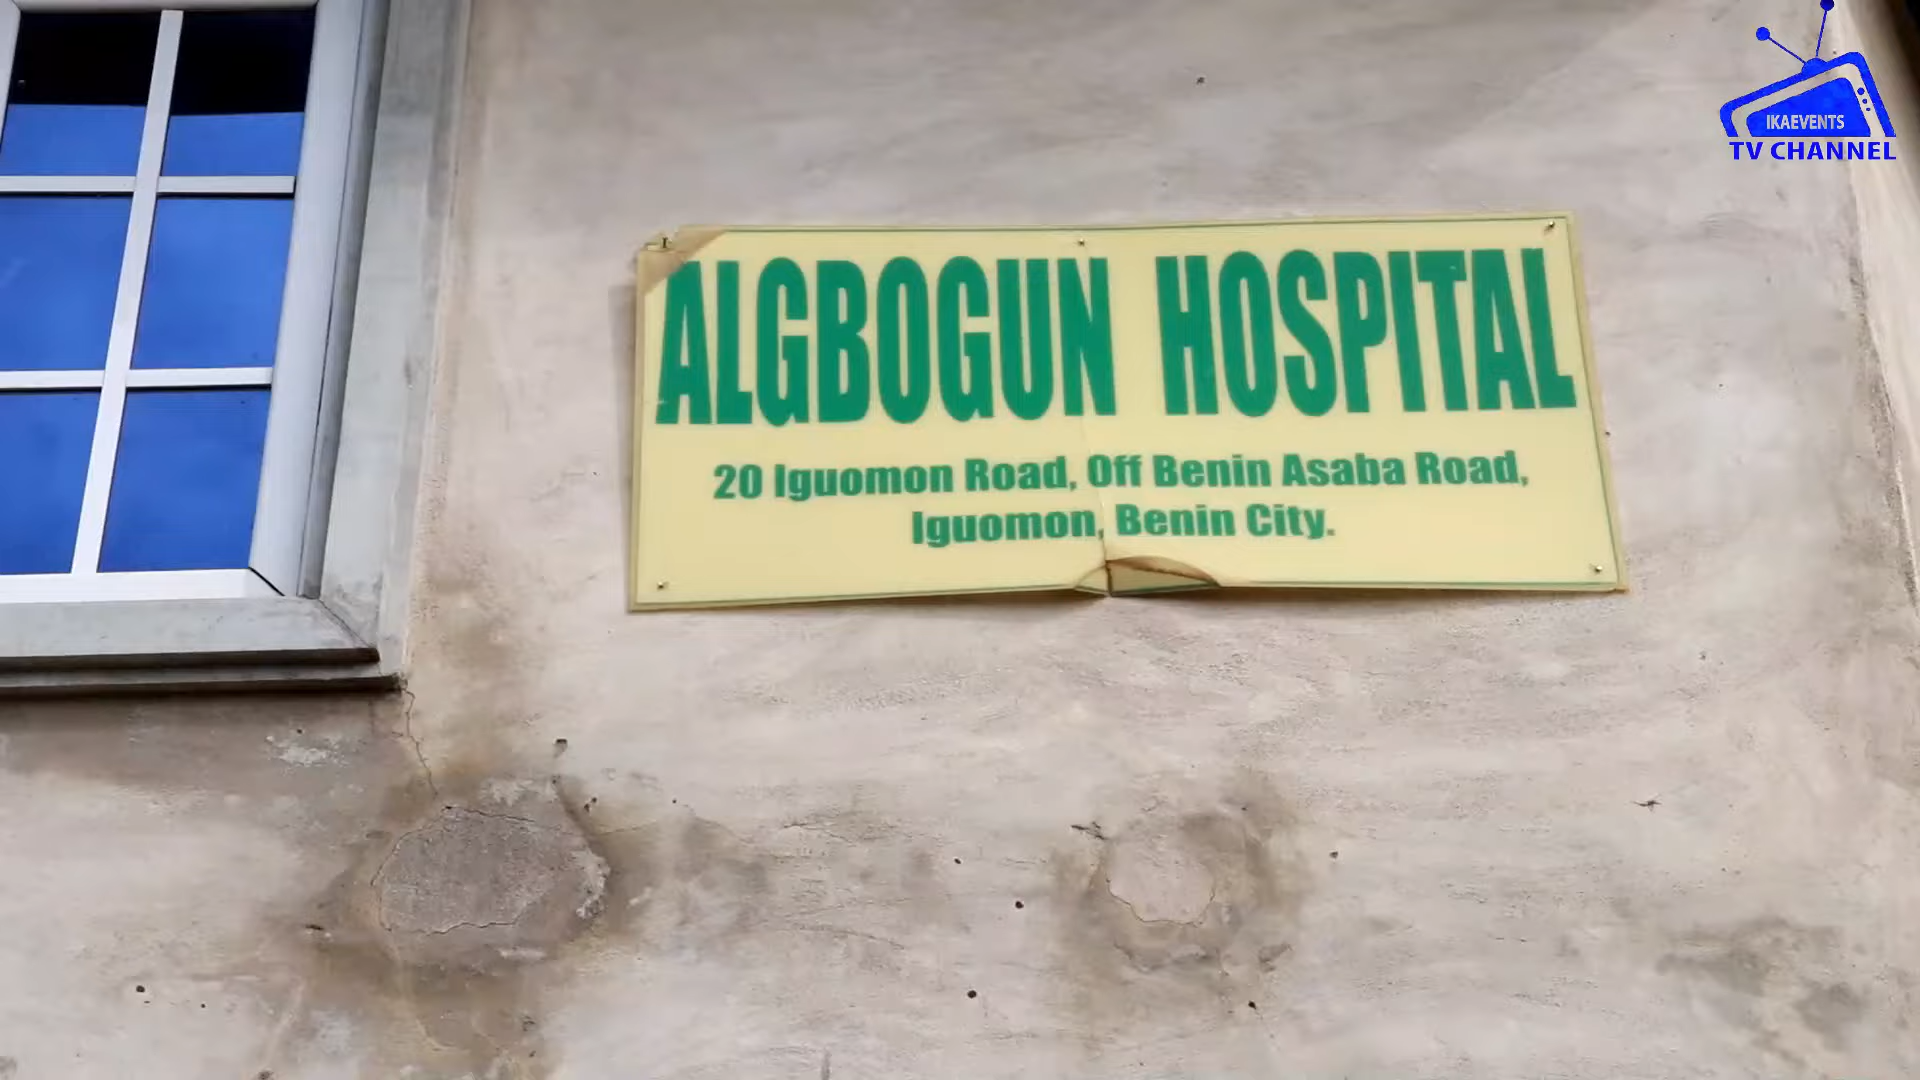 IKAEVENTS
TV CHANNEL
ALGBOGUN HOSPITAL
20 Iguomon Road, Off Benin Asaba Road,
Iguomon, Benin City.